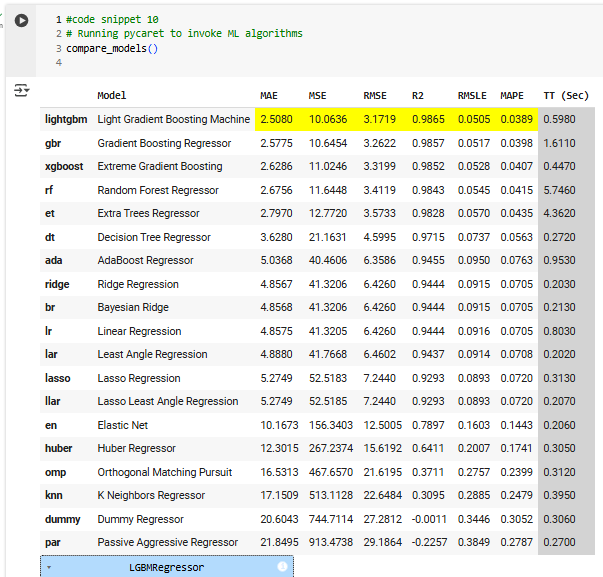 1 #code snippet 10
2 # Running pycaret to invoke ML algorithms
3 compare_models()
4
Model MAE MSE RMSE R2 RMSLE MAPE TT (Sec)
lightgbm Light Gradient Boosting Machine 2.5080 10.0636 3.1719 0.9865 0.0505 0.0389 0.5980
gbr Gradient Boosting Regressor 2.5775 10.6454 3.2622 0.9857 0.0517 0.0398 1.6110
xgboost Extreme Gradient Boosting 2.6286 11.0246 3.3199 0.9852 0.0528 0.0407 0.4470
rf Random Forest Regressor 2.6756 11.6448 3.4119 0.9843 0.0545 0.0415 5.7460
et Extra Trees Regressor 2.7970 12.7720 3.5733 0.9828 0.0570 0.0435 4.3620
dt Decision Tree Regressor 3.6280 21.1631 4.5995 0.9715 0.0737 0.0563 0.2720
ada AdaBoost Regressor 5.0368 40.4606 6.3586 0.9455 0.0950 0.0763 0.9530
ridge Ridge Regression 4.8567 41.3206 6.4260 0.9444 0.0915 0.0705 0.2030
br Bayesian Ridge 4.8568 41.3206 6.4260 0.9444 0.0915 0.0705 0.2130
lr Linear Regression 4.8575 41.3205 6.4260 0.9444 0.0916 0.0705 0.8030
lar Least Angle Regression 4.8880 41.7668 6.4602 0.9437 0.0914 0.0708 0.2020
lasso Lasso Regression 5.2749 52.5183 7.2440 0.9293 0.0893 0.0720 0.3130
llar Lasso Least Angle Regression 5.2749 52.5185 7.2440 0.9293 0.0893 0.0720 0.2070
en Elastic Net 10.1673 156.3403 12.5005 0.7897 0.1603 0.1443 0.2060
huber Huber Regressor 12.3015 267.2374 15.6192 0.6411 0.2007 0.1741 0.3050
omp Orthogonal Matching Pursuit 16.5313 467.6570 21.6195 0.3711 0.2757 0.2399 0.3120
knn K Neighbors Regressor 17.1509 513.1128 22.6484 0.3095 0.2885 0.2479 0.3950
dummy Dummy Regressor 20.6043 744.7114 27.2812 -0.0011 0.3446 0.3052 0.3060
par Passive Aggressive Regressor 21.8495 913.4738 29.1864 -0.2257 0.3849 0.2787 0.2700
LGBMRegressor